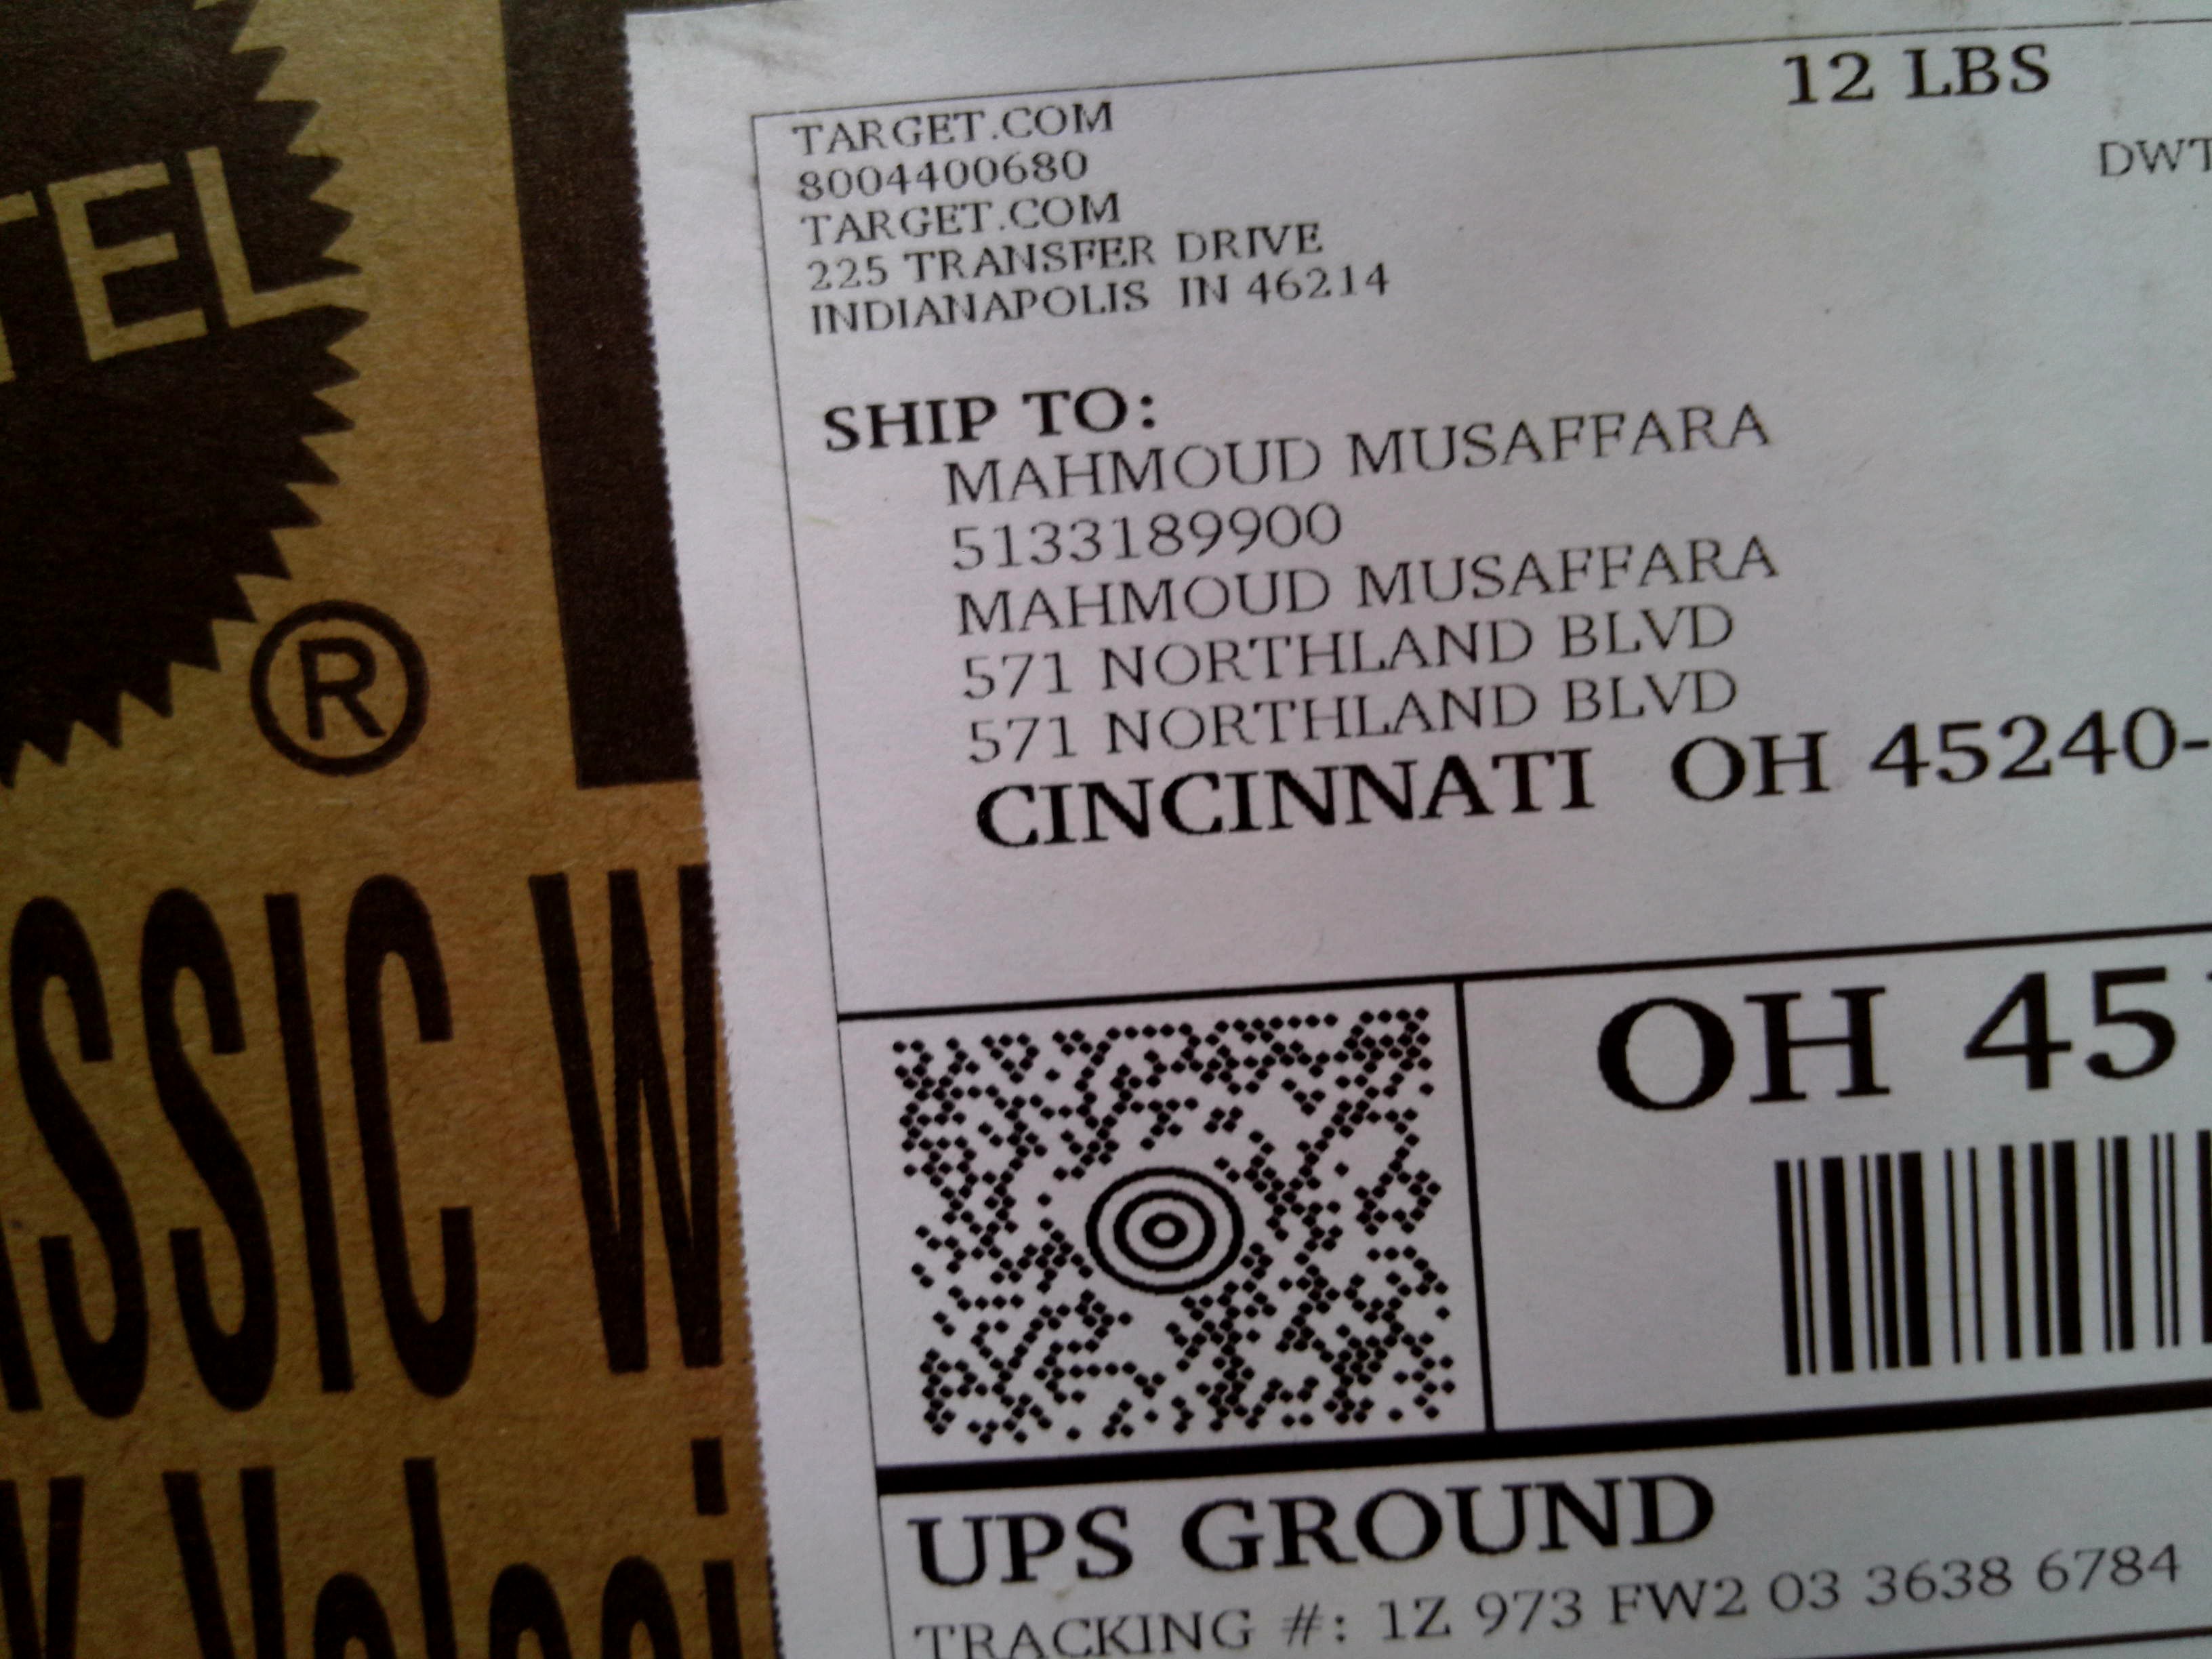 TEL
®
ASSIC W
TARGET.COM
8004400680
TARGET.COM
225 TRANSFER DRIVE
INDIANAPOLIS IN 46214
12 LBS
DWT
SHIP TO:
MAHMOUD MUSAFFARA
5133189900
MAHMOUD MUSAFFARA
571 NORTHLAND BLVD
571 NORTHLAND BLVD
CINCINNATI OH 45240-
OH 45
UPS GROUND
TRACKING #: 1Z 973 FW2 03 3638 6784